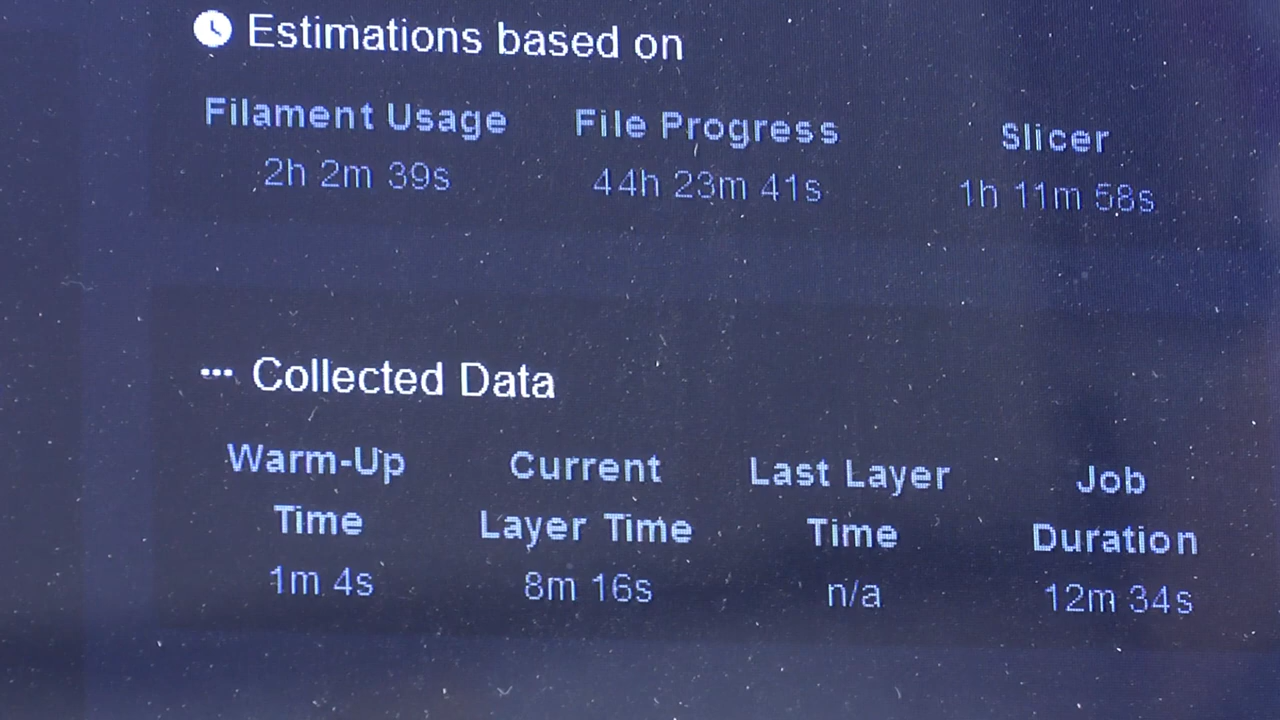 Estimations based on
Filament Usage File Progress Slicer
2h 2m 39s 44h 23m 41s 1h 11m 58s
Collected Data
Warm-Up Current Last Layer Job
Time Layer Time Time Duration
1m 4s 8m 16s n/a 12m 34s